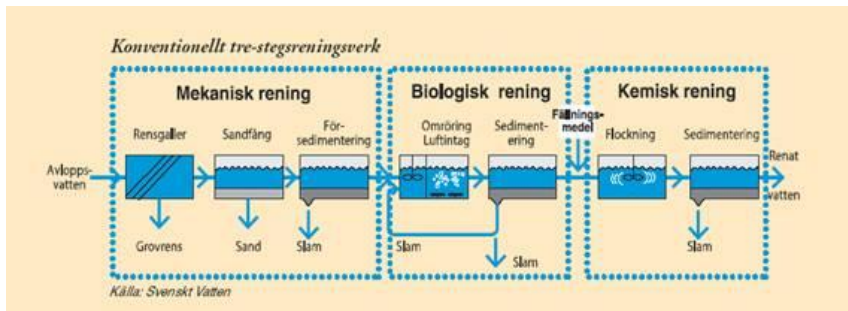 Konventionellt tre-stegsreningsverk
Mekanisk rening
Biologisk rening
Kemisk rening
Fällnings-
medel
Rensgaller
Sandfång
För-
sedimentering
Omröring
Luftintag
Sediment-
ering
Flockning
Sedimentering
Avlopps-
vatten
Renat
vatten
Grovrens
Sand
Slam
Slam
Slam
Slam
Källa: Svenskt Vatten